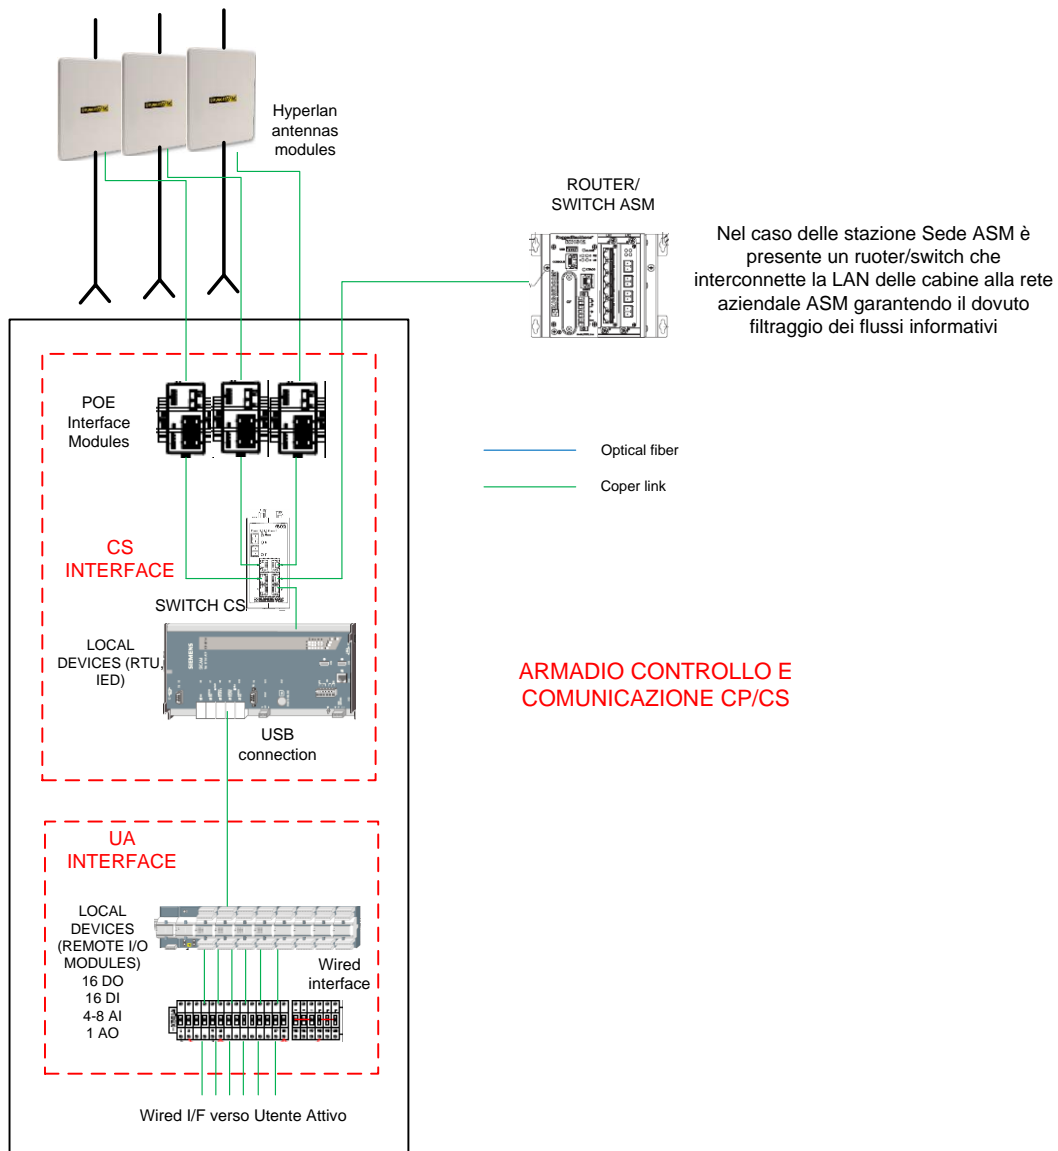 Hyperlan
antennas
modules
ROUTER/
SWITCH ASM
Nel caso delle stazione Sede ASM è
presente un ruoter/switch che
interconnette la LAN delle cabine alla rete
aziendale ASM garantendo il dovuto
filtraggio dei flussi informativi
POE
Interface
Modules
Optical fiber
Coper link
CS
INTERFACE
SWITCH CS
LOCAL
DEVICES (RTU,
IED)
SIEMENS
USB
connection
ARMADIO CONTROLLO E
COMUNICAZIONE CP/CS
UA
INTERFACE
LOCAL
DEVICES
(REMOTE I/O
MODULES)
16 DO
16 DI
4-8 AI
1 AO
Wired
interface
Wired I/F verso Utente Attivo